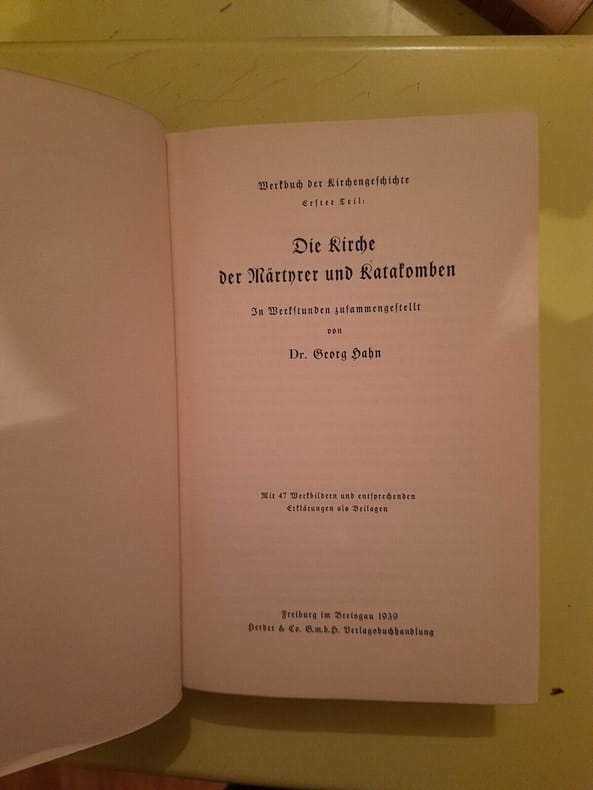 Werkbuch der Kirchengeschichte
Erster Teil:
Die Kirche
der Märtyrer und Katakomben
In Werkstunden zusammengestellt
von
Dr. Georg Hahn
Mit 47 Werkbildern und entsprechenden
Erklärungen als Beilagen
Freiburg im Breisgau 1939
Herder & Co. G.m.b.H. Verlagsbuchhandlung